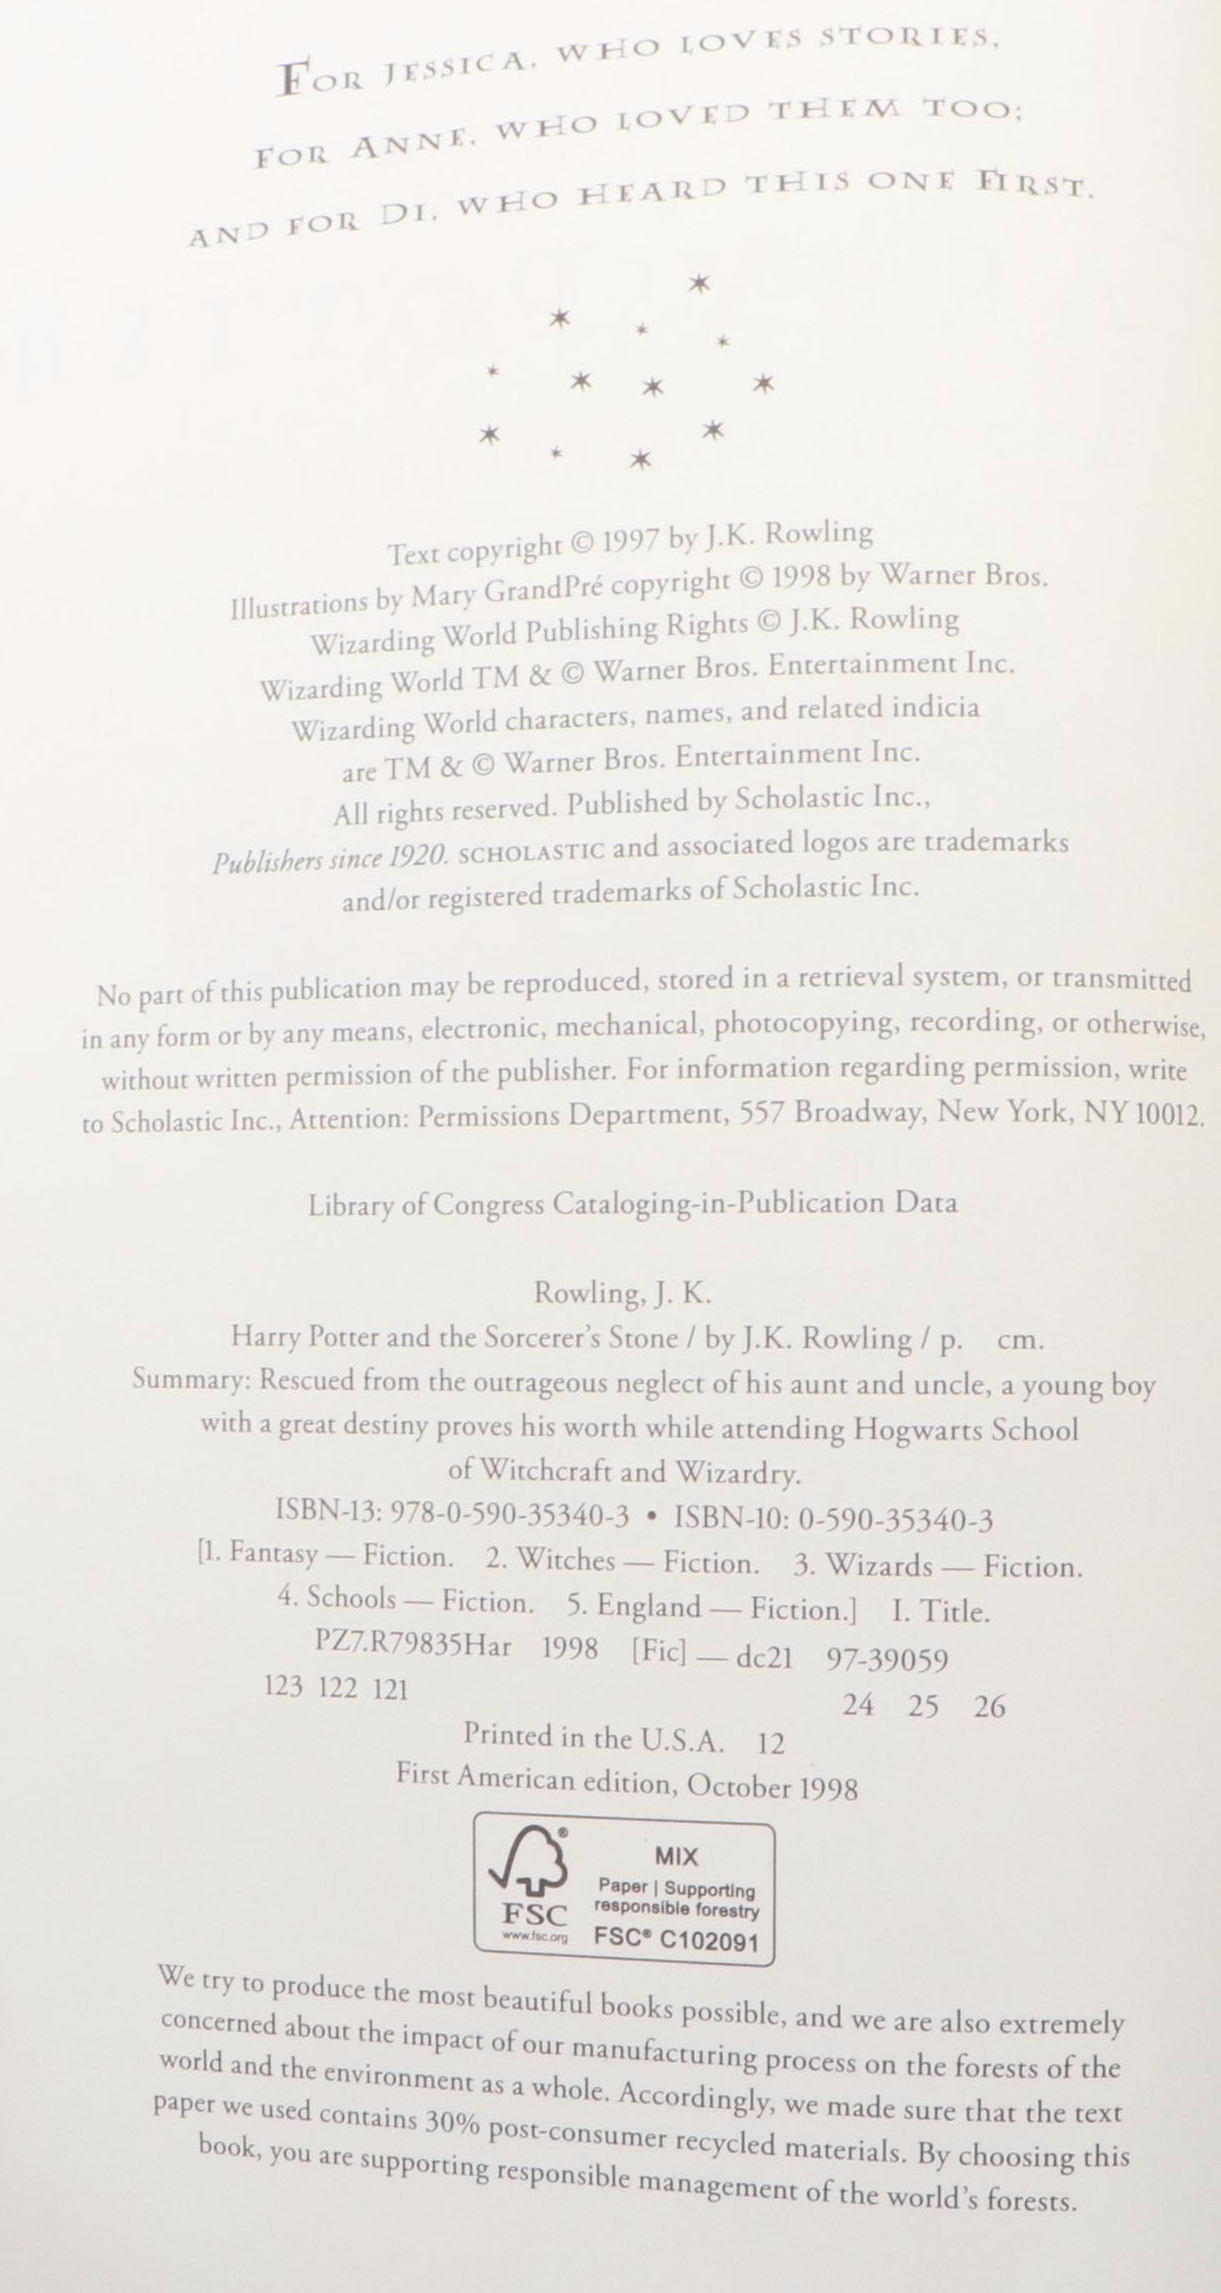 FOR JESSICA, WHO LOVES STORIES,
FOR ANNE, WHO LOVED THEM TOO;
AND FOR DI, WHO HEARD THIS ONE FIRST.
Text copyright © 1997 by J.K. Rowling
Illustrations by Mary GrandPré copyright © 1998 by Warner Bros.
Wizarding World Publishing Rights © J.K. Rowling
Wizarding World TM & © Warner Bros. Entertainment Inc.
Wizarding World characters, names, and related indicia
are TM & © Warner Bros. Entertainment Inc.
All rights reserved. Published by Scholastic Inc.,
Publishers since 1920. SCHOLASTIC and associated logos are trademarks
and/or registered trademarks of Scholastic Inc.
No part of this publication may be reproduced, stored in a retrieval system, or transmitted
in any form or by any means, electronic, mechanical, photocopying, recording, or otherwise,
without written permission of the publisher. For information regarding permission, write
to Scholastic Inc., Attention: Permissions Department, 557 Broadway, New York, NY 10012.
Library of Congress Cataloging-in-Publication Data
Rowling, J. K.
Harry Potter and the Sorcerer's Stone / by J.K. Rowling / p. cm.
Summary: Rescued from the outrageous neglect of his aunt and uncle, a young boy
with a great destiny proves his worth while attending Hogwarts School
of Witchcraft and Wizardry.
ISBN-13: 978-0-590-35340-3 • ISBN-10: 0-590-35340-3
[1. Fantasy — Fiction. 2. Witches — Fiction. 3. Wizards — Fiction.
4. Schools — Fiction. 5. England — Fiction.] I. Title.
PZ7.R79835Har 1998 [Fic] — dc21 97-39059
123 122 121 24 25 26
Printed in the U.S.A. 12
First American edition, October 1998
MIX
Paper | Supporting
responsible forestry
FSC® C102091
FSC
www.fsc.org
We try to produce the most beautiful books possible, and we are also extremely
concerned about the impact of our manufacturing process on the forests of the
world and the environment as a whole. Accordingly, we made sure that the text
paper we used contains 30% post-consumer recycled materials. By choosing this
book, you are supporting responsible management of the world's forests.